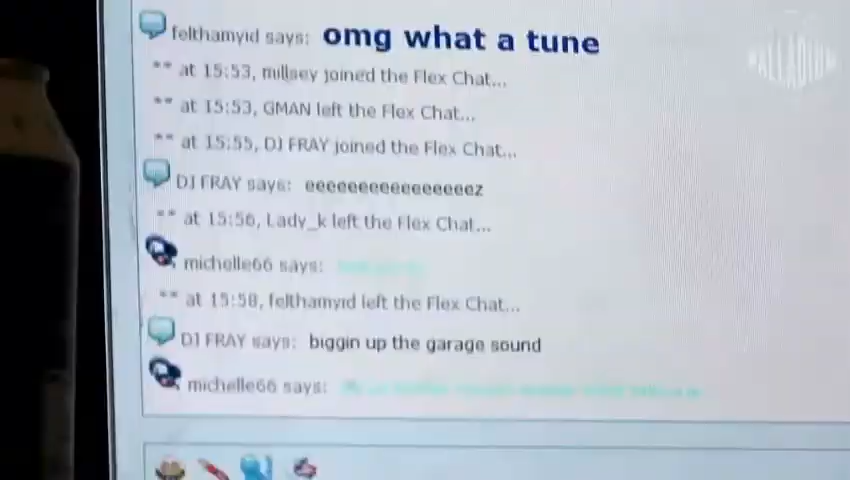 PALLADIUM
felthamyid says: omg what a tune
** at 15:53, millsey joined the Flex Chat...
** at 15:53, GMAN left the Flex Chat...
** at 15:55, DJ FRAY joined the Flex Chat...
DJ FRAY says: eeeeeeeeeeeeeeeez
** at 15:56, Lady_k left the Flex Chat...
michelle66 says:
** at 15:58, felthamyid left the Flex Chat...
DJ FRAY says: biggin up the garage sound
michelle66 says: